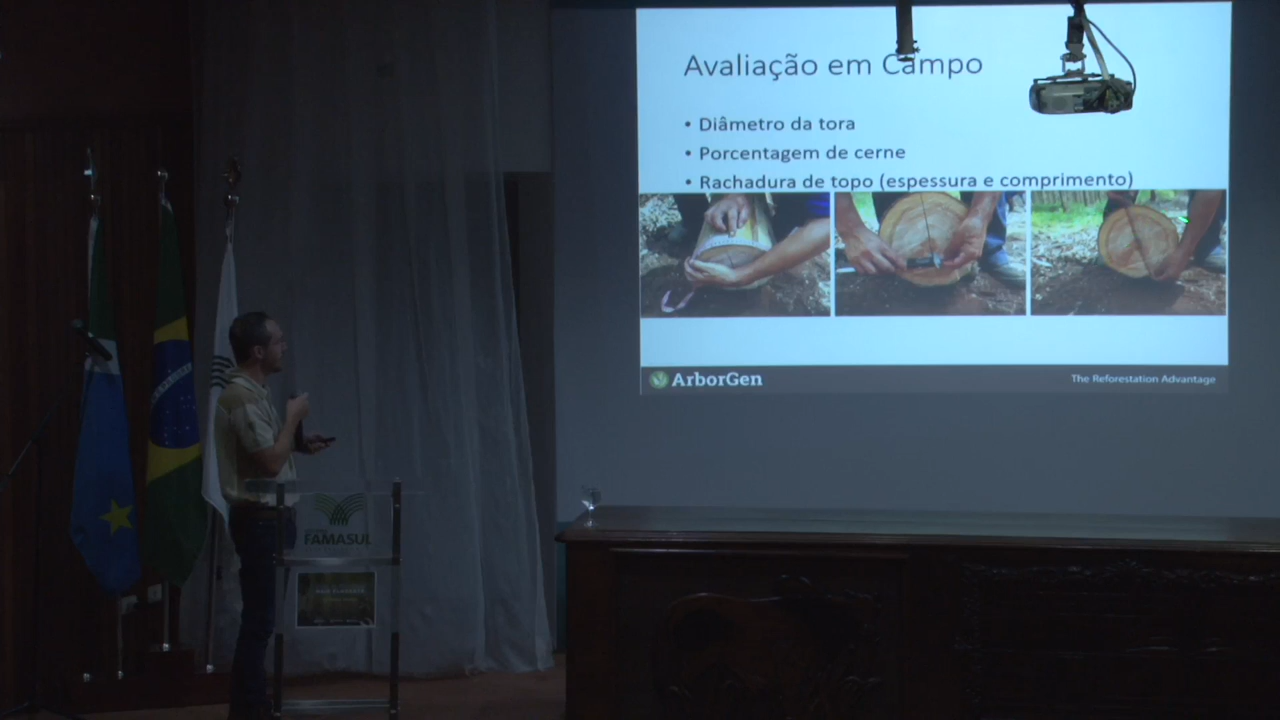 Avaliação em Campo
• Diâmetro da tora
• Porcentagem de cerne
• Rachadura de topo (espessura e comprimento)
ArborGen
The Reforestation Advantage
FAMASUL